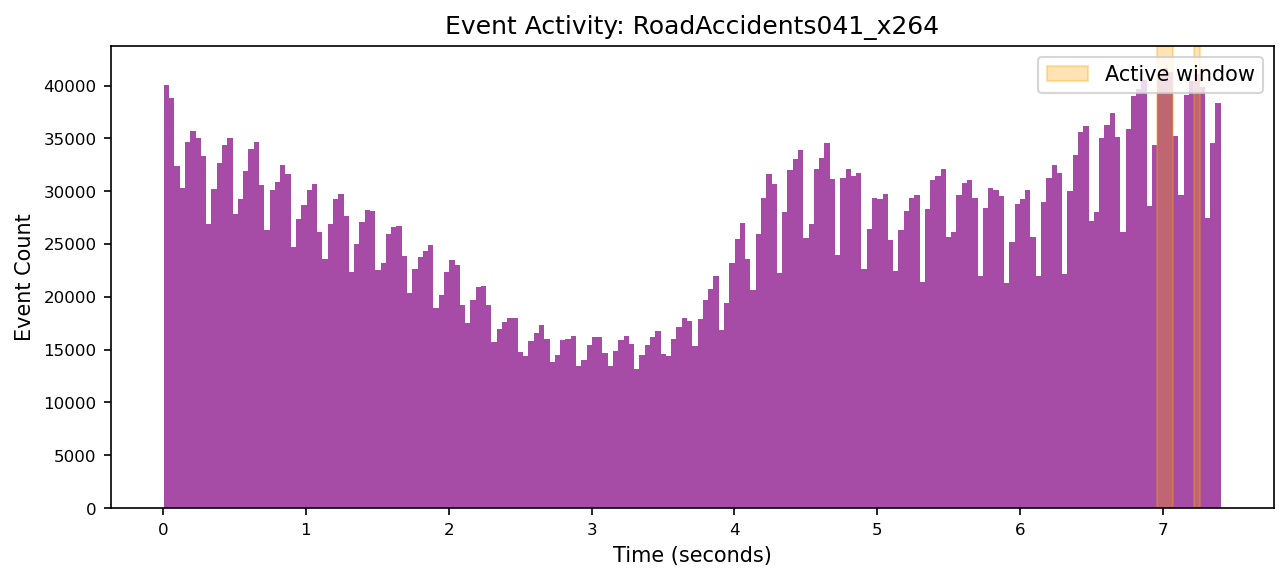 Event Activity: RoadAccidents041_x264
Active window
40000
35000
30000
25000
20000
15000
10000
5000
0
Event Count
0 1 2 3 4 5 6 7
Time (seconds)